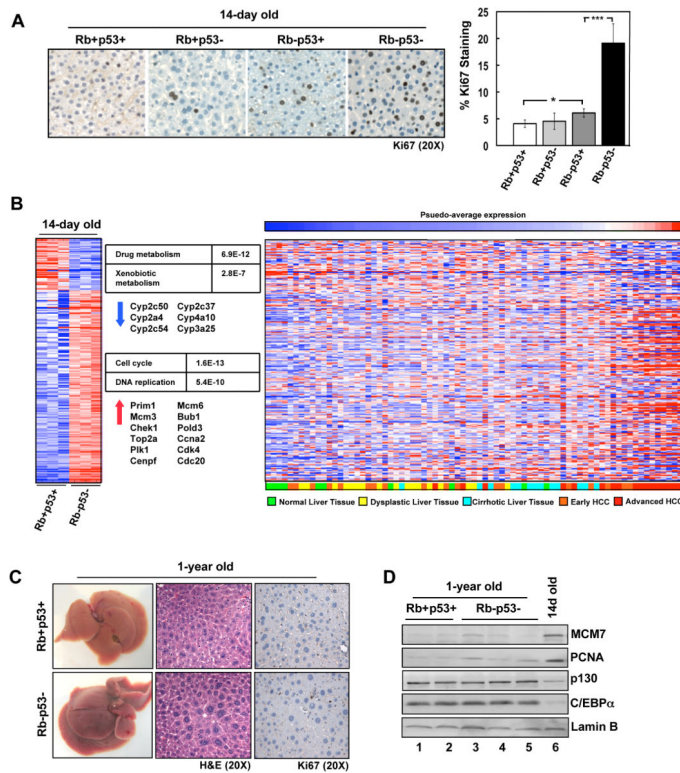 A
14-day old
Rb+p53+ Rb+p53- Rb-p53+ Rb-p53-
Ki67 (20X)
% Ki67 Staining
25
20
15
10
5
0
*
***
Rb+p53+
Rb+p53-
Rb-p53+
Rb-p53-
B
14-day old
Rb+p53+
Rb-p53-
Drug metabolism 6.9E-12
Xenobiotic metabolism 2.8E-7
Cyp2c50 Cyp2c37
Cyp2a4 Cyp4a10
Cyp2c54 Cyp3a25
Cell cycle 1.6E-13
DNA replication 5.4E-10
Prim1 Mcm6
Mcm3 Bub1
Chek1 Pold3
Top2a Ccna2
Plk1 Cdk4
Cenpf Cdc20
Psuedo-average expression
Normal Liver Tissue Dysplastic Liver Tissue Cirrhotic Liver Tissue Early HCC Advanced HCC
C
1-year old
Rb+p53+
Rb-p53-
H&E (20X) Ki67 (20X)
D
1-year old
14d old
Rb+p53+ Rb-p53-
MCM7
PCNA
p130
C/EBPα
Lamin B
1 2 3 4 5 6